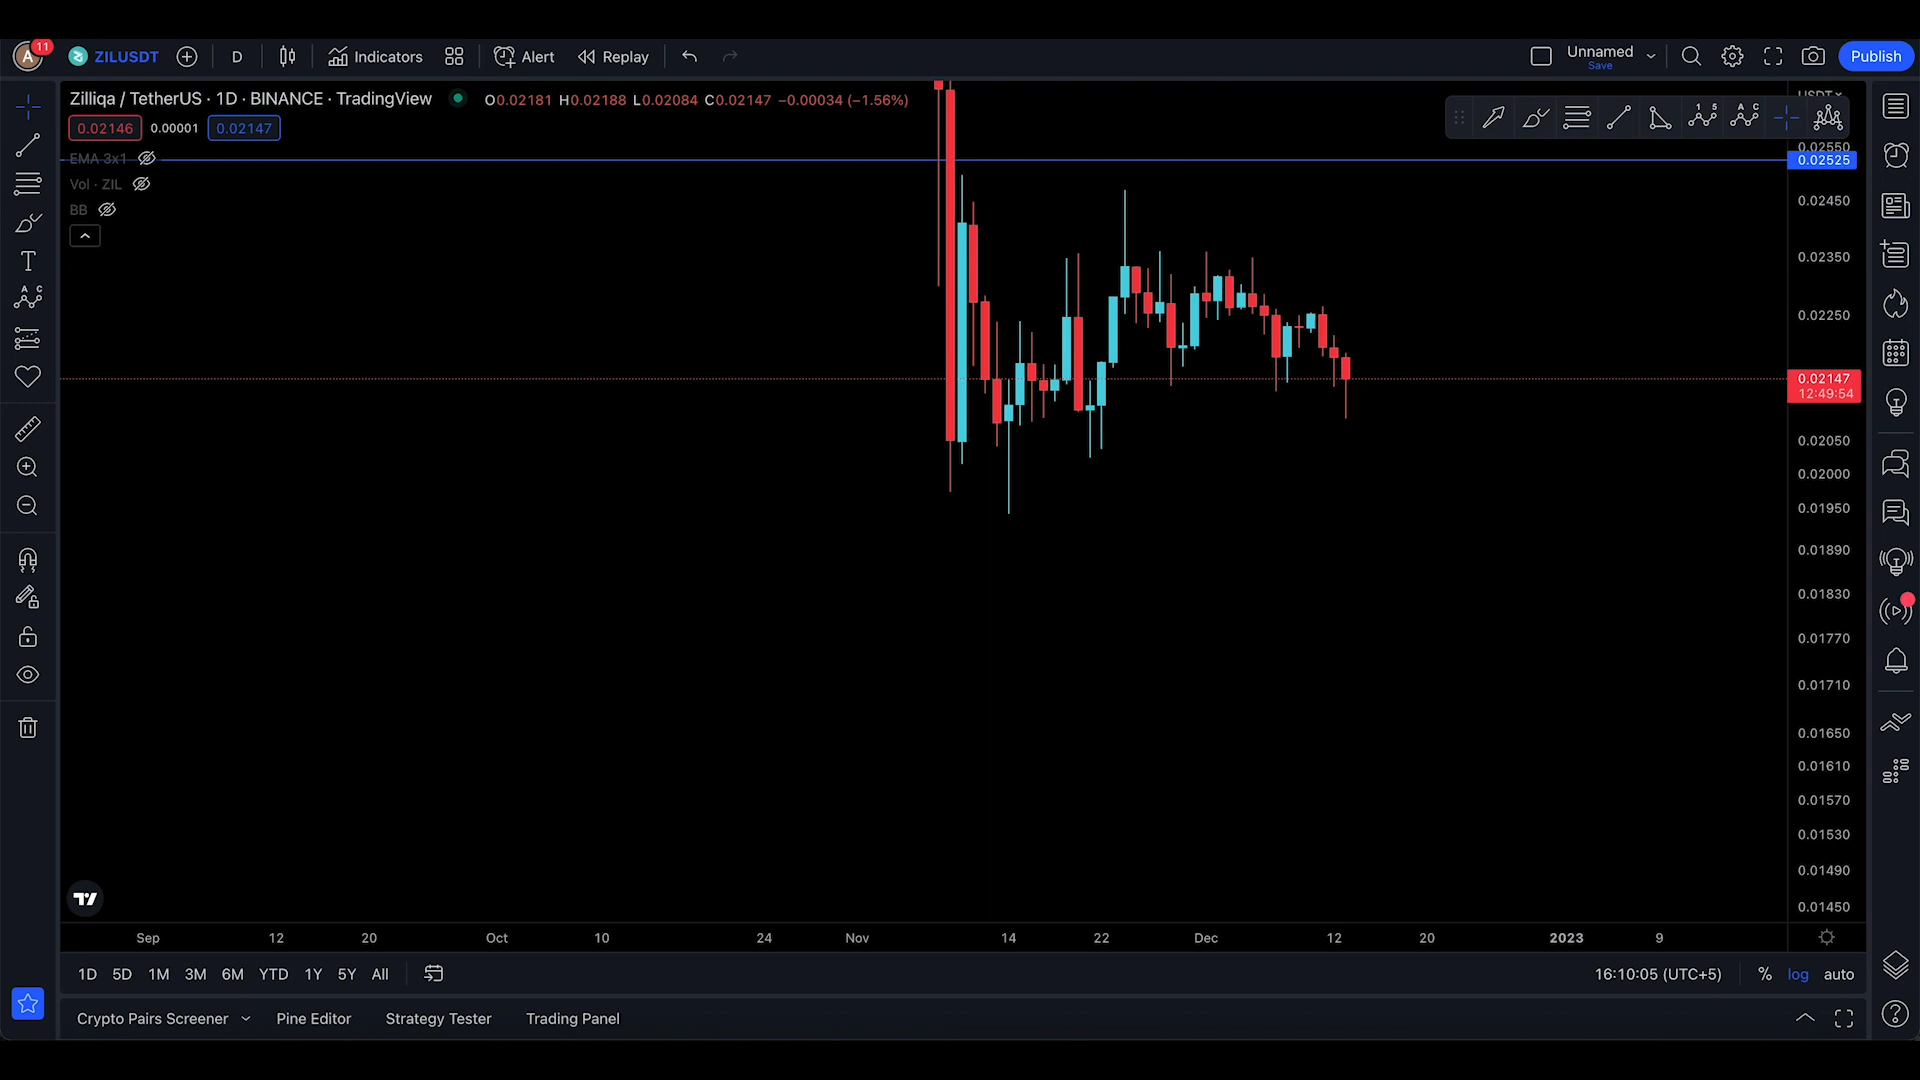 A 11 ZILUSDT D Indicators Alert Replay Unnamed Save Publish
Zilliqa / TetherUS · 1D · BINANCE · TradingView O0.02181 H0.02188 L0.02084 C0.02147 −0.00034 (−1.56%)
0.02146 0.00001 0.02147
EMA 3x1
Vol · ZIL
BB
USDT
1 5
A C
T
A C
0.02550
0.02525
0.02450
0.02350
0.02250
0.02147
12:49:54
0.02050
0.02000
0.01950
0.01890
0.01830
0.01770
0.01710
0.01650
0.01610
0.01570
0.01530
0.01490
0.01450
Sep 12 20 Oct 10 24 Nov 14 22 Dec 12 20 2023 9
1D 5D 1M 3M 6M YTD 1Y 5Y All 16:10:05 (UTC+5) % log auto
Crypto Pairs Screener Pine Editor Strategy Tester Trading Panel